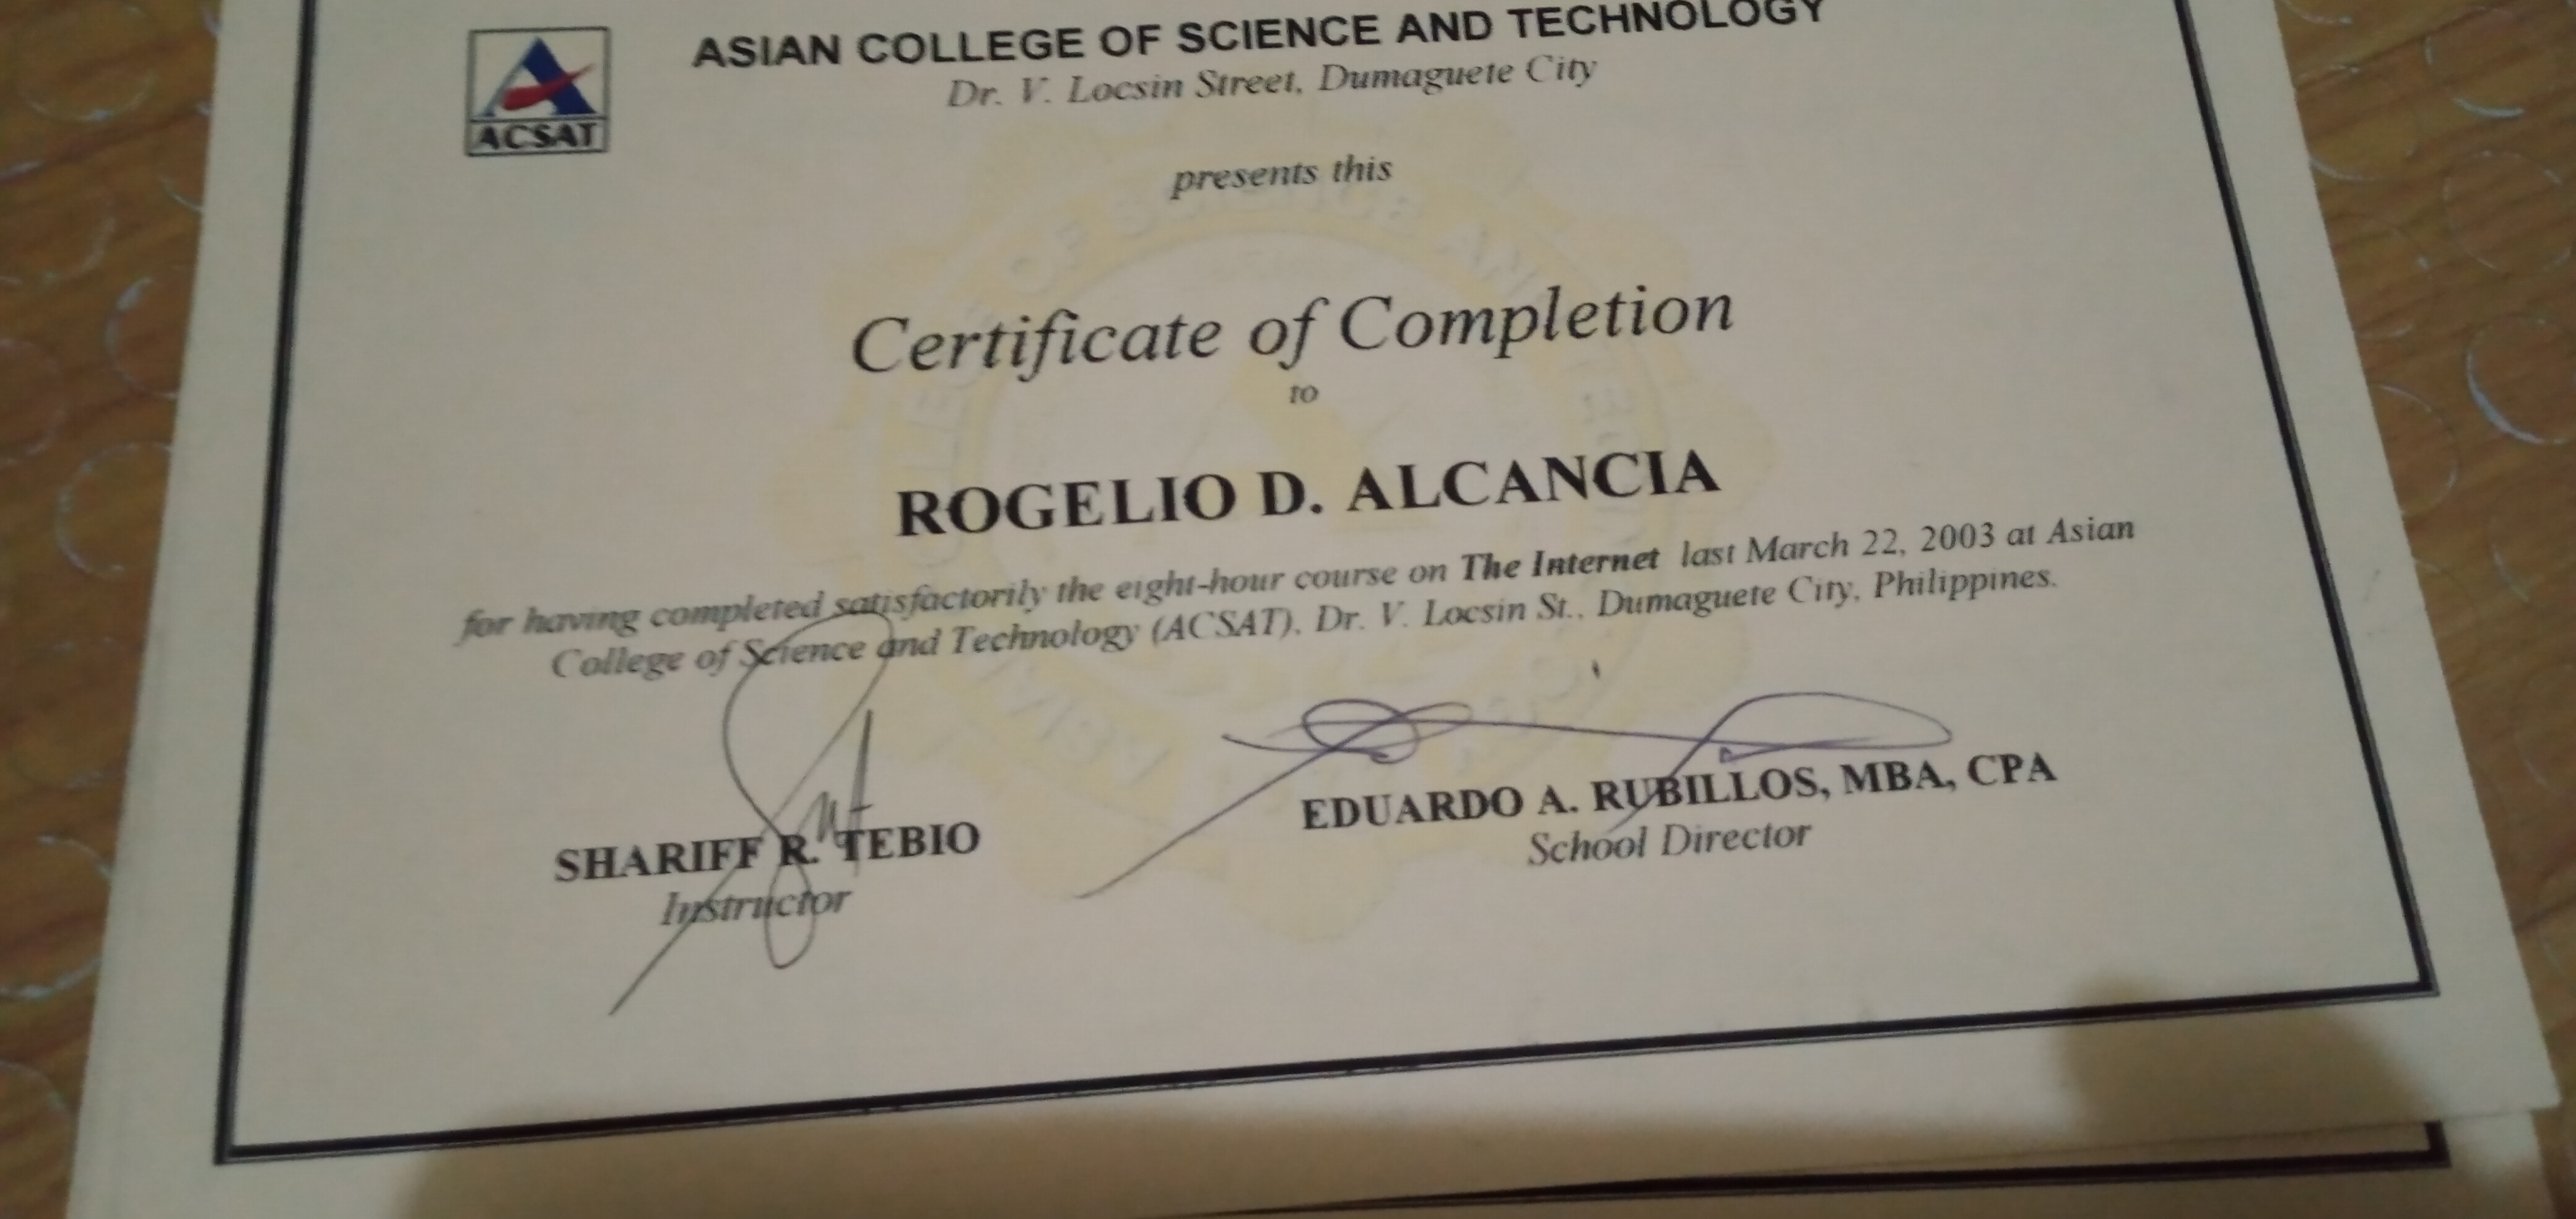 ASIAN COLLEGE OF SCIENCE AND TECHNOLOGY
Dr. V. Locsin Street, Dumaguete City
ACSAT
presents this
Certificate of Completion
to
ROGELIO D. ALCANCIA
for having completed satisfactorily the eight-hour course on The Internet last March 22, 2003 at Asian
College of Science and Technology (ACSAT), Dr. V. Locsin St., Dumaguete City, Philippines.
SHARIFF R. TEBIO
Instructor
EDUARDO A. RUBILLOS, MBA, CPA
School Director